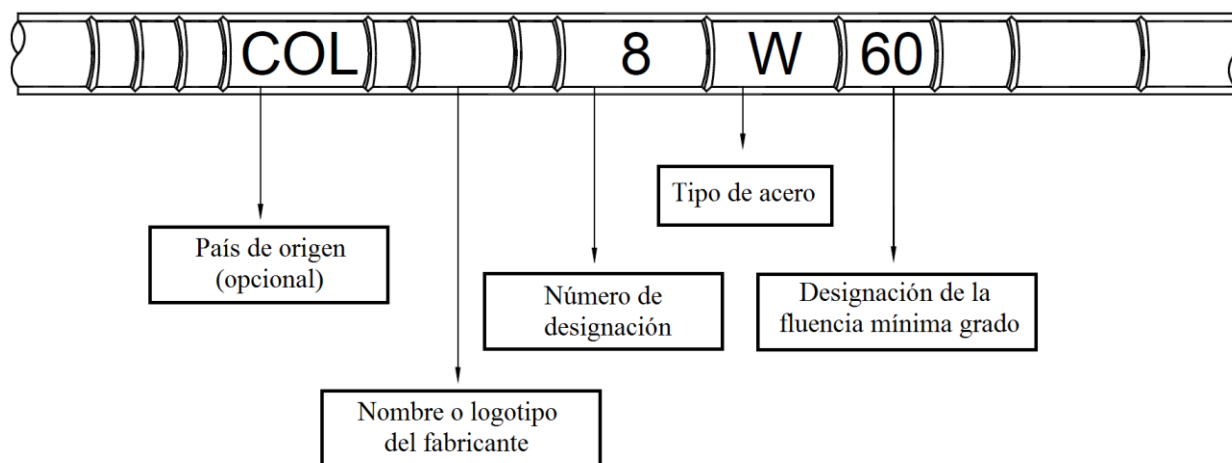 COL 8 W 60
Tipo de acero
País de origen
(opcional)
Número de
designación
Designación de la
fluencia mínima grado
Nombre o logotipo
del fabricante